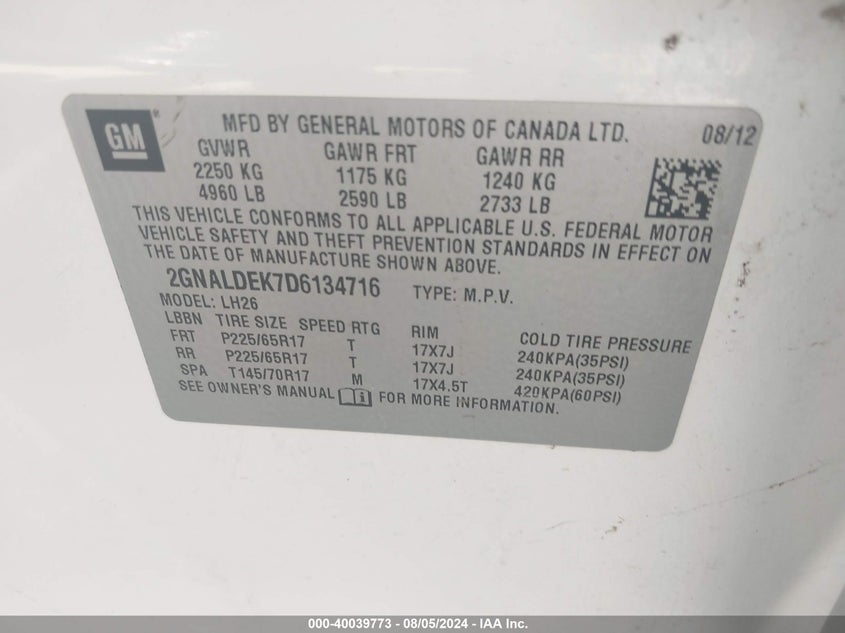 GM®
MFD BY GENERAL MOTORS OF CANADA LTD. 08/12
GVWR GAWR FRT GAWR RR
2250 KG 1175 KG 1240 KG
4960 LB 2590 LB 2733 LB
THIS VEHICLE CONFORMS TO ALL APPLICABLE U.S. FEDERAL MOTOR
VEHICLE SAFETY AND THEFT PREVENTION STANDARDS IN EFFECT ON
THE DATE OF MANUFACTURE SHOWN ABOVE.
2GNALDEK7D6134716 TYPE: M.P.V.
MODEL: LH26
LBBN TIRE SIZE SPEED RTG RIM COLD TIRE PRESSURE
FRT P225/65R17 T 17X7J 240KPA(35PSI)
RR P225/65R17 T 17X7J 240KPA(35PSI)
SPA T145/70R17 M 17X4.5T 420KPA(60PSI)
SEE OWNER'S MANUAL FOR MORE INFORMATION.
000-40039773 - 08/05/2024 - IAA Inc.